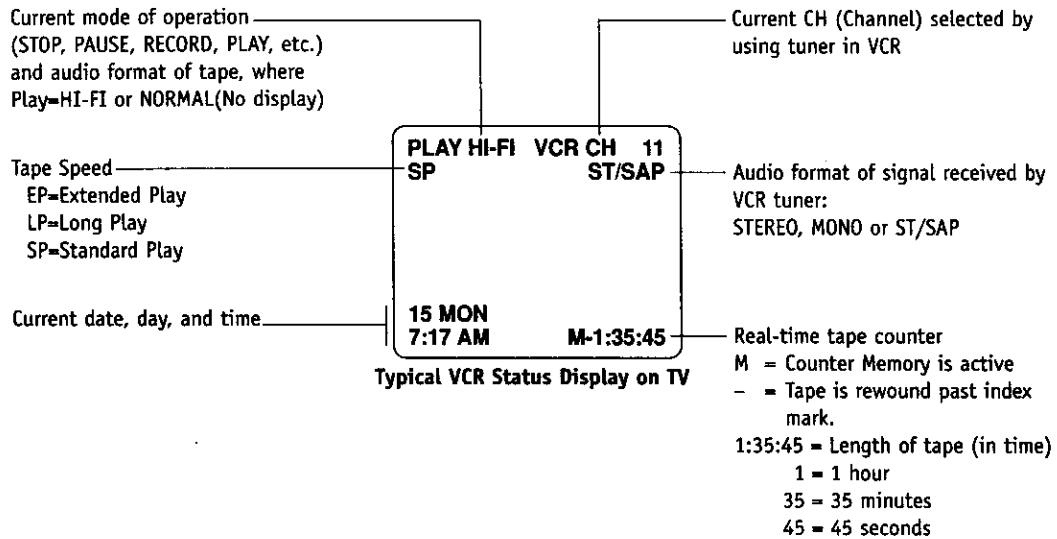 Current mode of operation
(STOP, PAUSE, RECORD, PLAY, etc.)
and audio format of tape, where
Play=HI-FI or NORMAL(No display)
Current CH (Channel) selected by
using tuner in VCR
Tape Speed
EP=Extended Play
LP=Long Play
SP=Standard Play
Current date, day, and time
PLAY HI-FI VCR CH 11
SP ST/SAP
15 MON
7:17 AM M-1:35:45
Typical VCR Status Display on TV
Audio format of signal received by
VCR tuner:
STEREO, MONO or ST/SAP
Real-time tape counter
M = Counter Memory is active
– = Tape is rewound past index
mark.
1:35:45 = Length of tape (in time)
1 = 1 hour
35 = 35 minutes
45 = 45 seconds